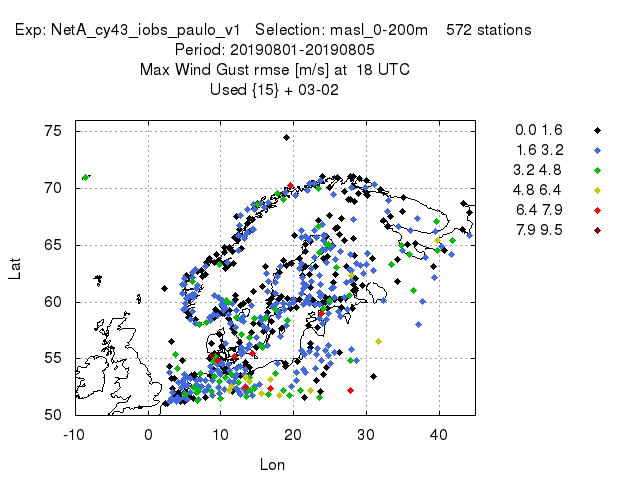 Exp: NetA_cy43_iobs_paulo_v1 Selection: masl_0-200m 572 stations
Period: 20190801-20190805
Max Wind Gust rmse [m/s] at 18 UTC
Used {15} + 03-02
75
70
65
60
55
50
-10 0 10 20 30 40
Lat
Lon
0.0 1.6
1.6 3.2
3.2 4.8
4.8 6.4
6.4 7.9
7.9 9.5